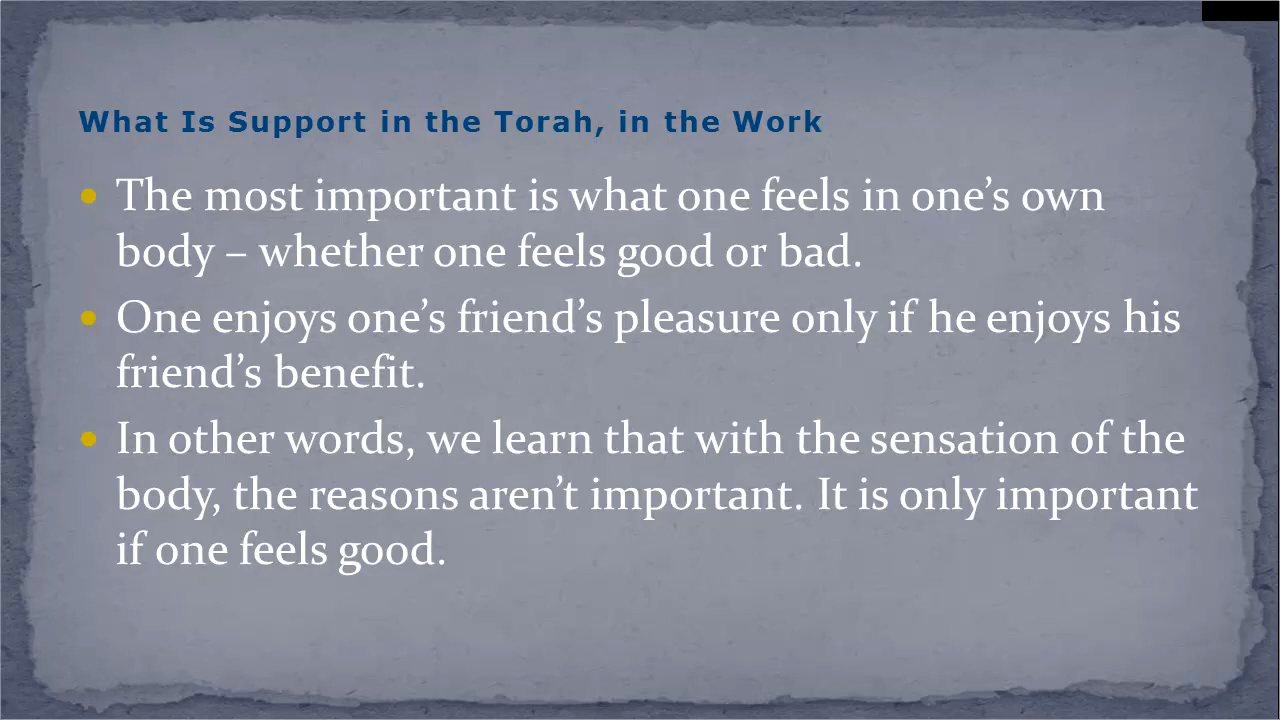 What Is Support in the Torah, in the Work
• The most important is what one feels in one’s own
body – whether one feels good or bad.
• One enjoys one’s friend’s pleasure only if he enjoys his
friend’s benefit.
• In other words, we learn that with the sensation of the
body, the reasons aren’t important. It is only important
if one feels good.